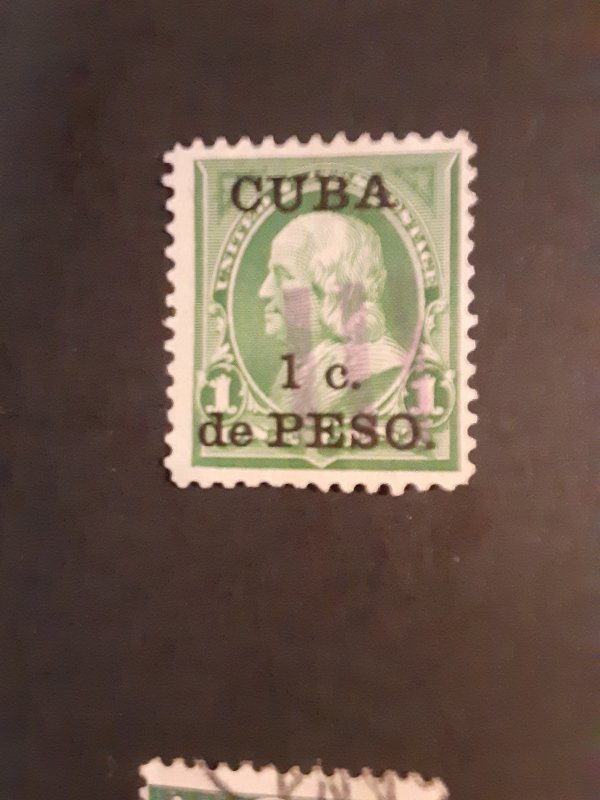 CUBA
UNITED STATES POSTAGE
1 c.
1 1
de PESO.